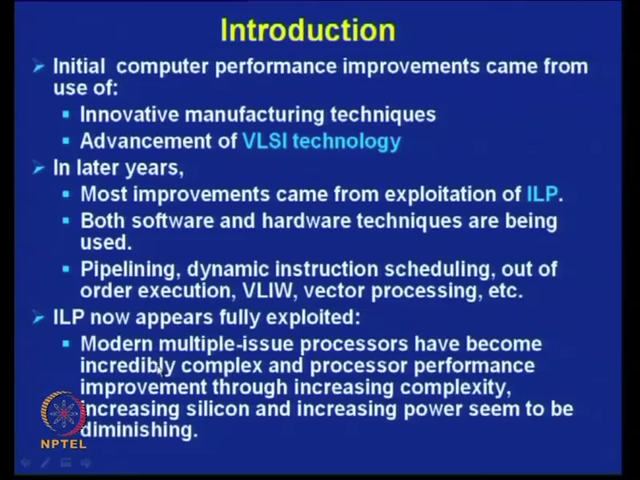 Introduction
Initial computer performance improvements came from
use of:
Innovative manufacturing techniques
Advancement of VLSI technology
In later years,
Most improvements came from exploitation of ILP.
Both software and hardware techniques are being
used.
Pipelining, dynamic instruction scheduling, out of
order execution, VLIW, vector processing, etc.
ILP now appears fully exploited:
Modern multiple-issue processors have become
incredibly complex and processor performance
improvement through increasing complexity,
increasing silicon and increasing power seem to be
diminishing.
NPTEL